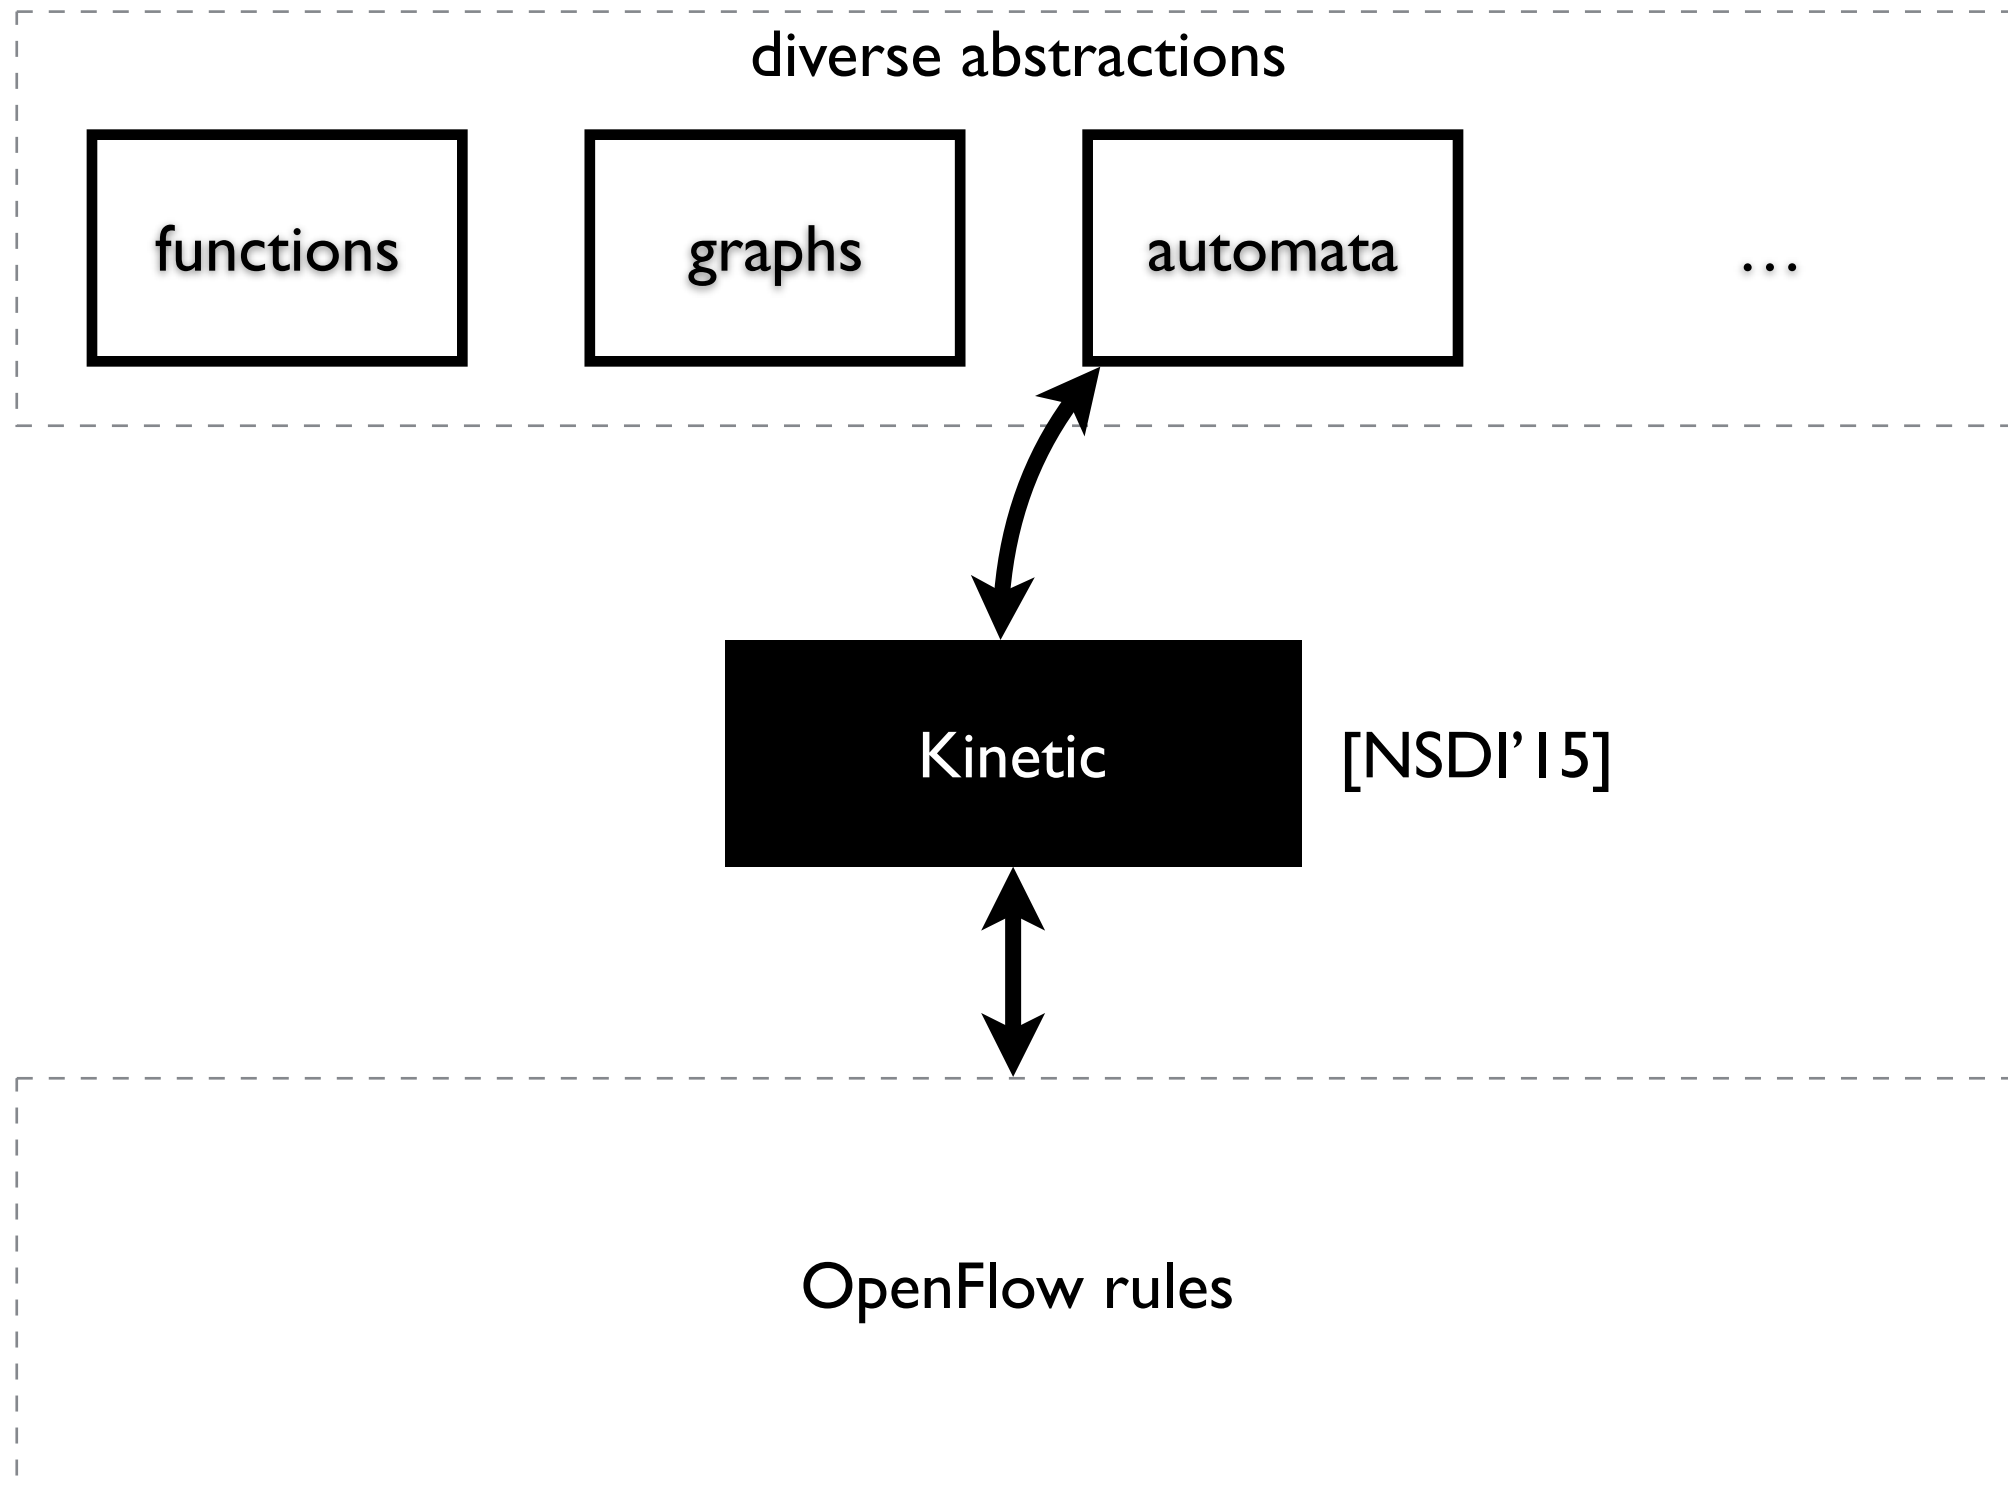 diverse abstractions
functions
graphs
automata
…
Kinetic
[NSDI’15]
OpenFlow rules